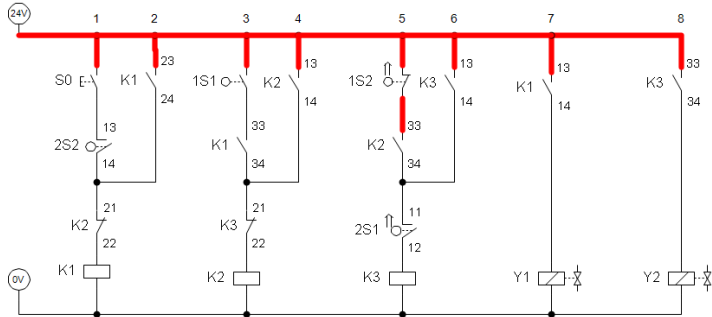 24V 1 2 3 4 5 6 7 8
23 13 13 13 33
S0 K1 1S1 K2 1S2 K3 K1 K3
24 14 14 14 34
13 33 33
2S2 K1 K2
14 34 34
21 21 11
K2 K3 2S1
22 22 12
0V K1 K2 K3 Y1 Y2